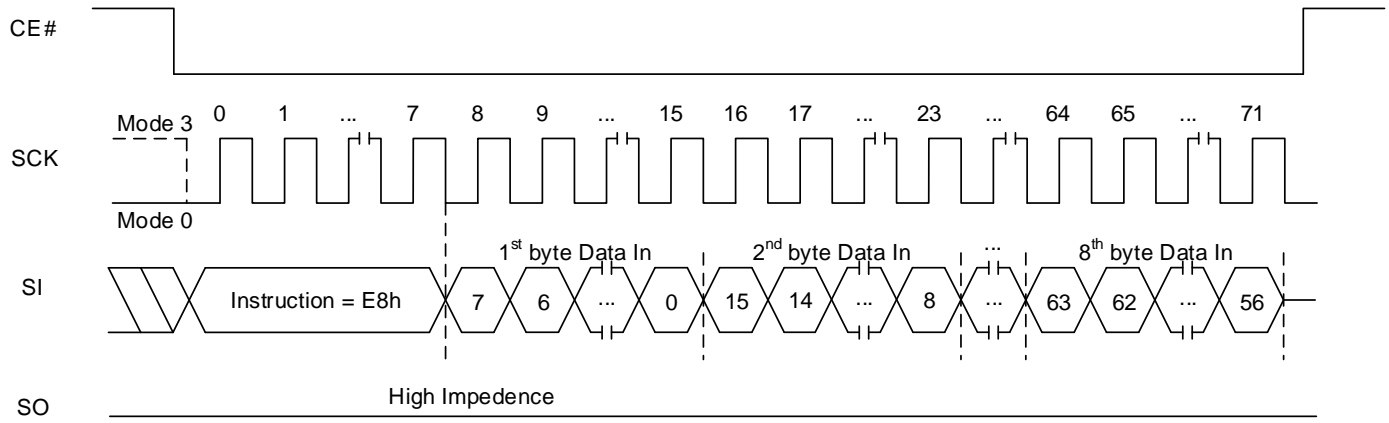 CE#
0 1 ... 7 8 9 ... 15 16 17 ... 23 ... 64 65 ... 71
Mode 3
SCK
Mode 0
1st byte Data In 2nd byte Data In ... 8th byte Data In
SI
Instruction = E8h 7 6 ... 0 15 14 ... 8 ... 63 62 ... 56
High Impedence
SO